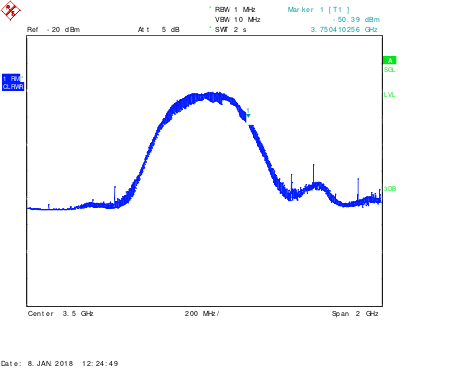 * RBW 1 MHz Marker 1 [T1 ]
VBW 10 MHz -50.39 dBm
Ref -20 dBm Att 5 dB * SWT 2 s 3.750410256 GHz
A
SGL
1 RM*
CLRWR
LVL
1
3DB
Center 3.5 GHz 200 MHz/ Span 2 GHz
Date: 8.JAN.2018 12:24:49